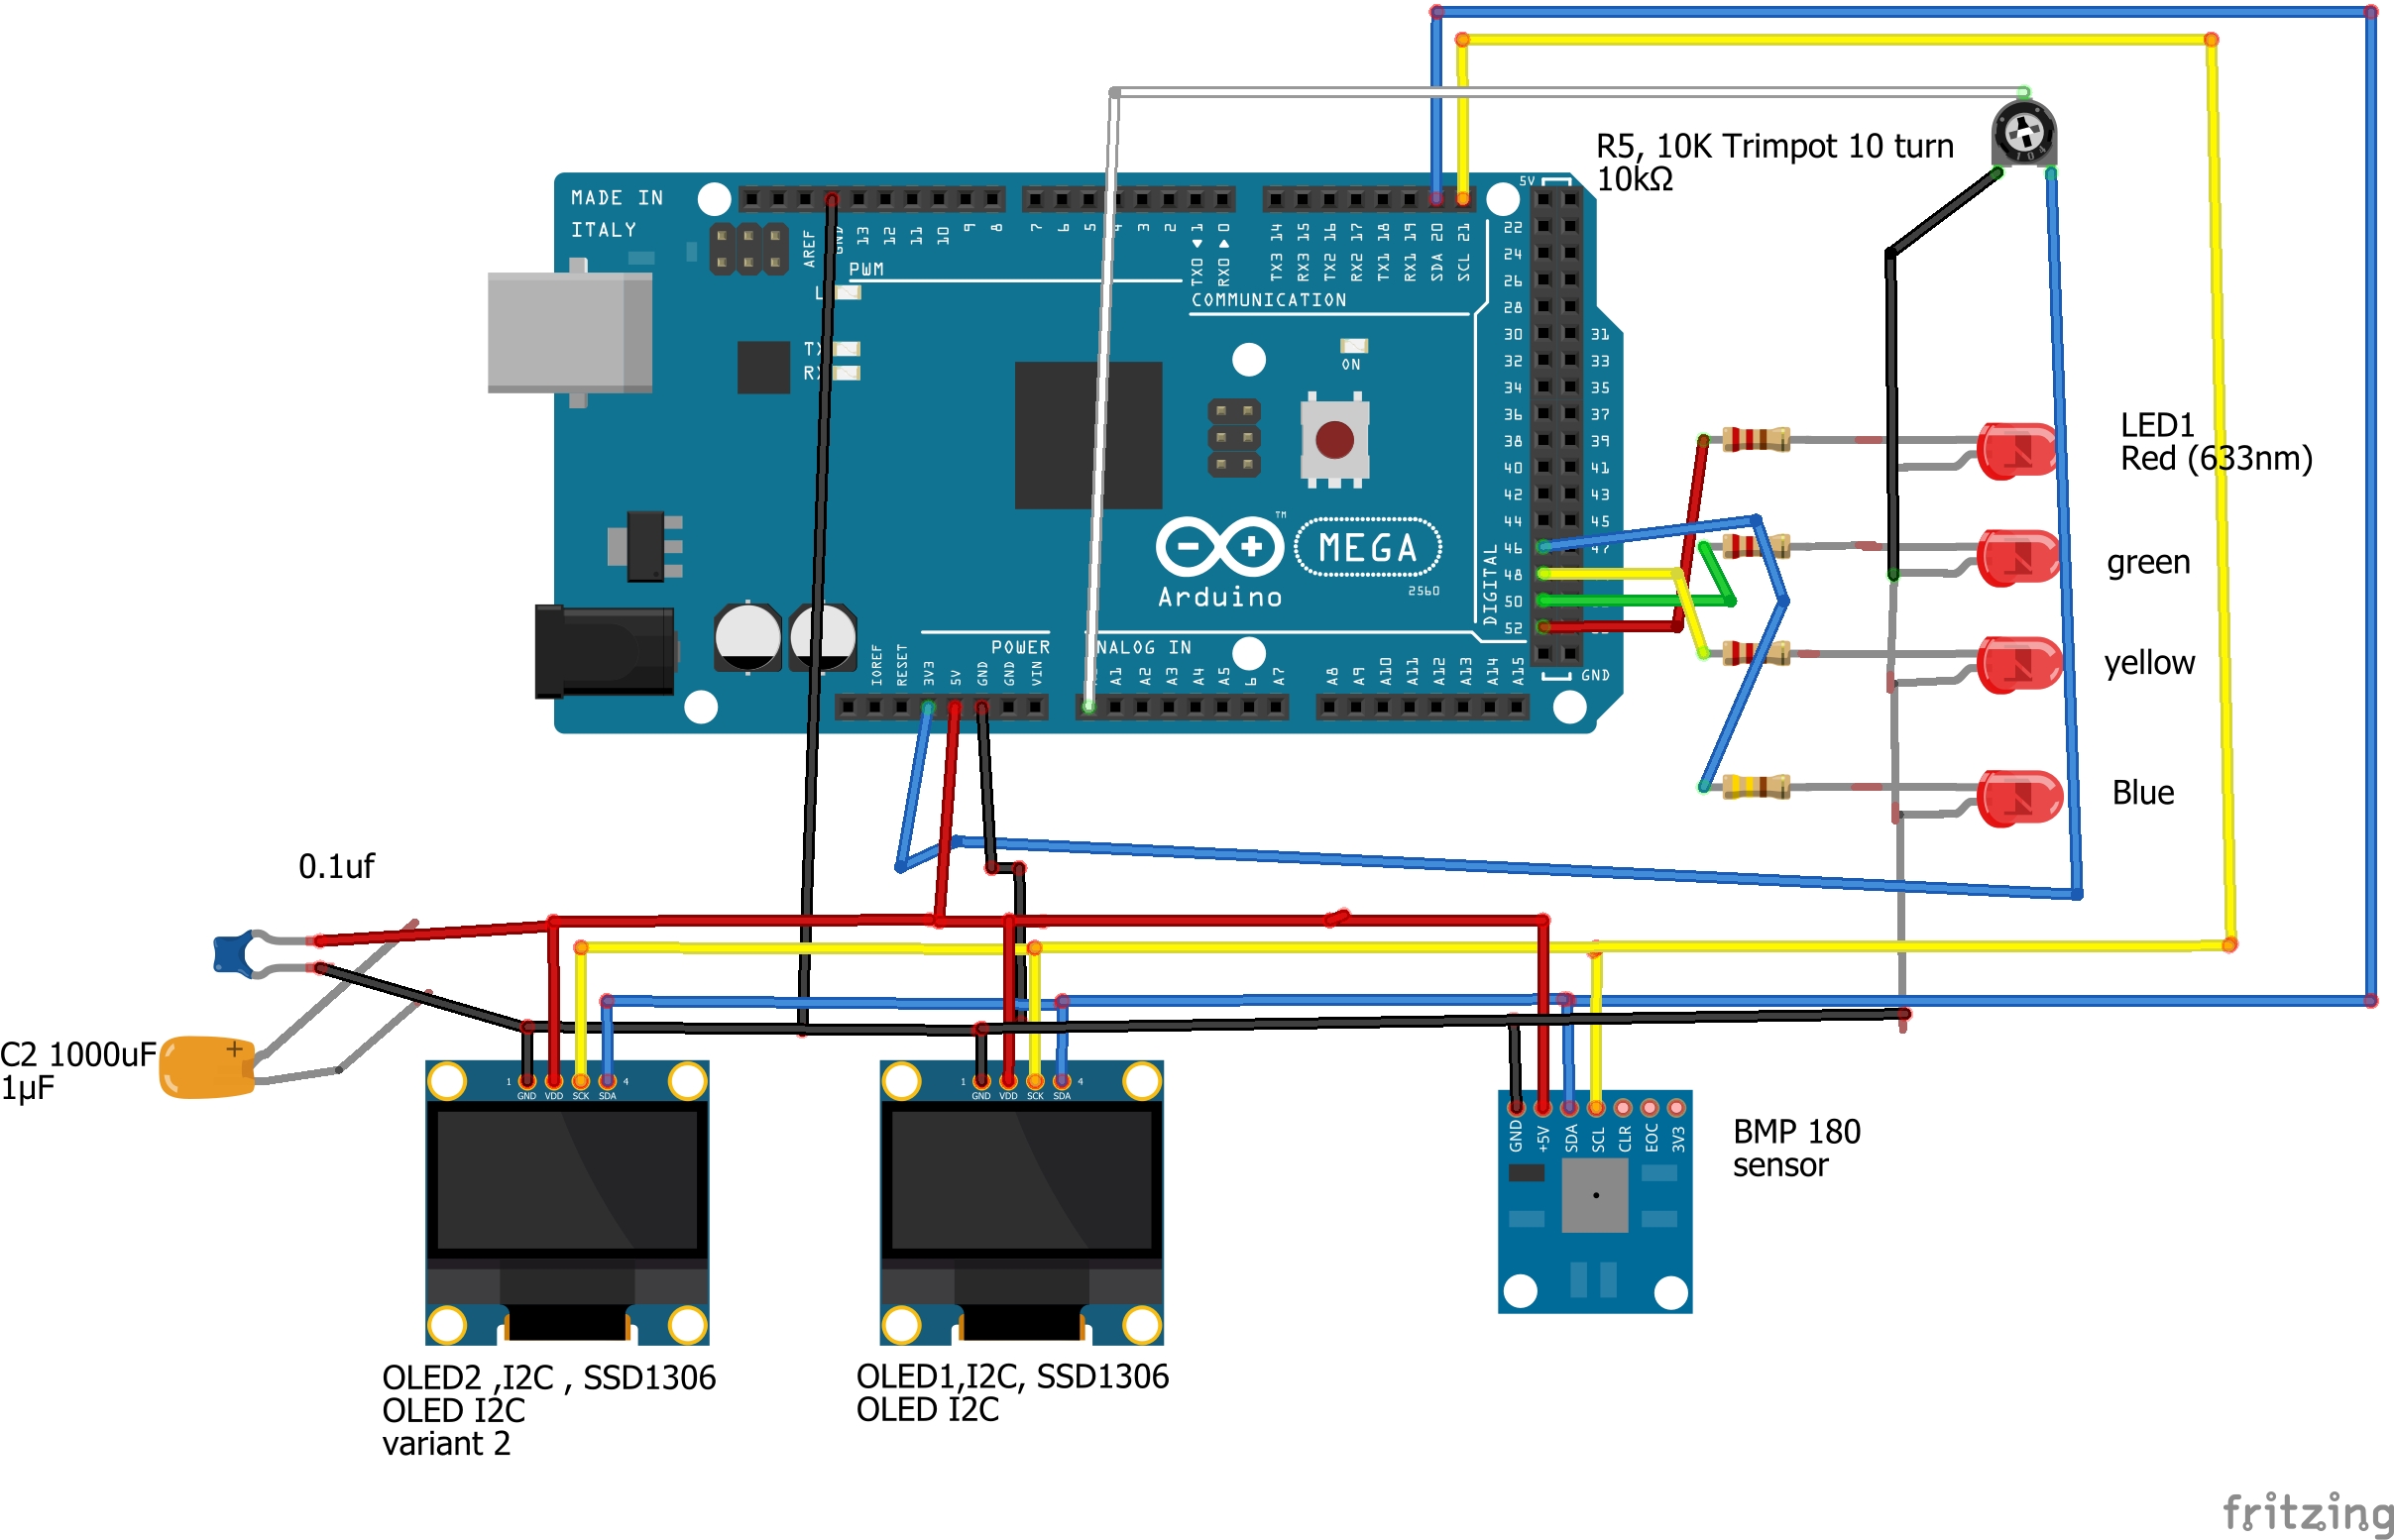 MADE IN
ITALY
AREF
GND
13
12
11
10
9
8
7
6
5
4
3
2
TX0 ◄ 1
RX0 ► 0
TX3 14
RX3 15
TX2 16
RX2 17
TX1 18
RX1 19
SDA 20
SCL 21
PWM
L
COMMUNICATION
TX
RX
ON
5V
22
24
26
28
30
31
32
33
34
35
36
37
38
39
40
41
42
43
44
45
46
47
48
50
52
DIGITAL
GND
TM
MEGA
Arduino
2560
POWER
ANALOG IN
IOREF
RESET
3V3
5V
GND
GND
VIN
A1
A2
A3
A4
A5
6
A7
A8
A9
A10
A11
A12
A13
A14
A15
R5, 10K Trimpot 10 turn
10kΩ
104
LED1
Red (633nm)
green
yellow
Blue
0.1uf
C2 1000uF
1µF
+
1
4
GND
VDD
SCK
SDA
OLED2 ,I2C , SSD1306
OLED I2C
variant 2
1
4
GND
VDD
SCK
SDA
OLED1,I2C, SSD1306
OLED I2C
GND
+5V
SDA
SCL
CLR
EOC
3V3
BMP 180
sensor
fritzing